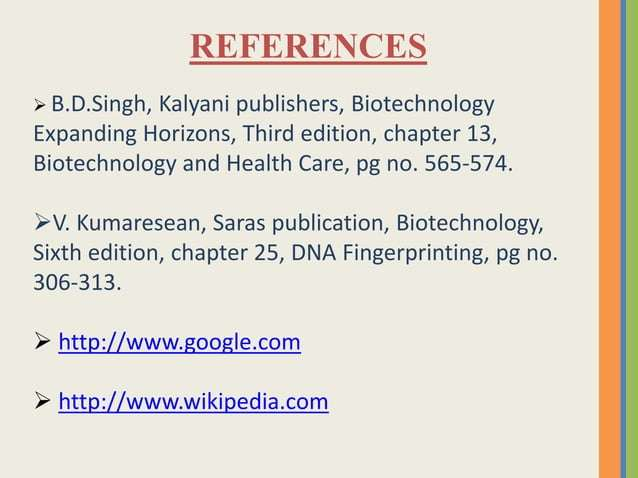 REFERENCES
➢ B.D.Singh, Kalyani publishers, Biotechnology
Expanding Horizons, Third edition, chapter 13,
Biotechnology and Health Care, pg no. 565-574.
➢V. Kumaresean, Saras publication, Biotechnology,
Sixth edition, chapter 25, DNA Fingerprinting, pg no.
306-313.
➢ http://www.google.com
➢ http://www.wikipedia.com